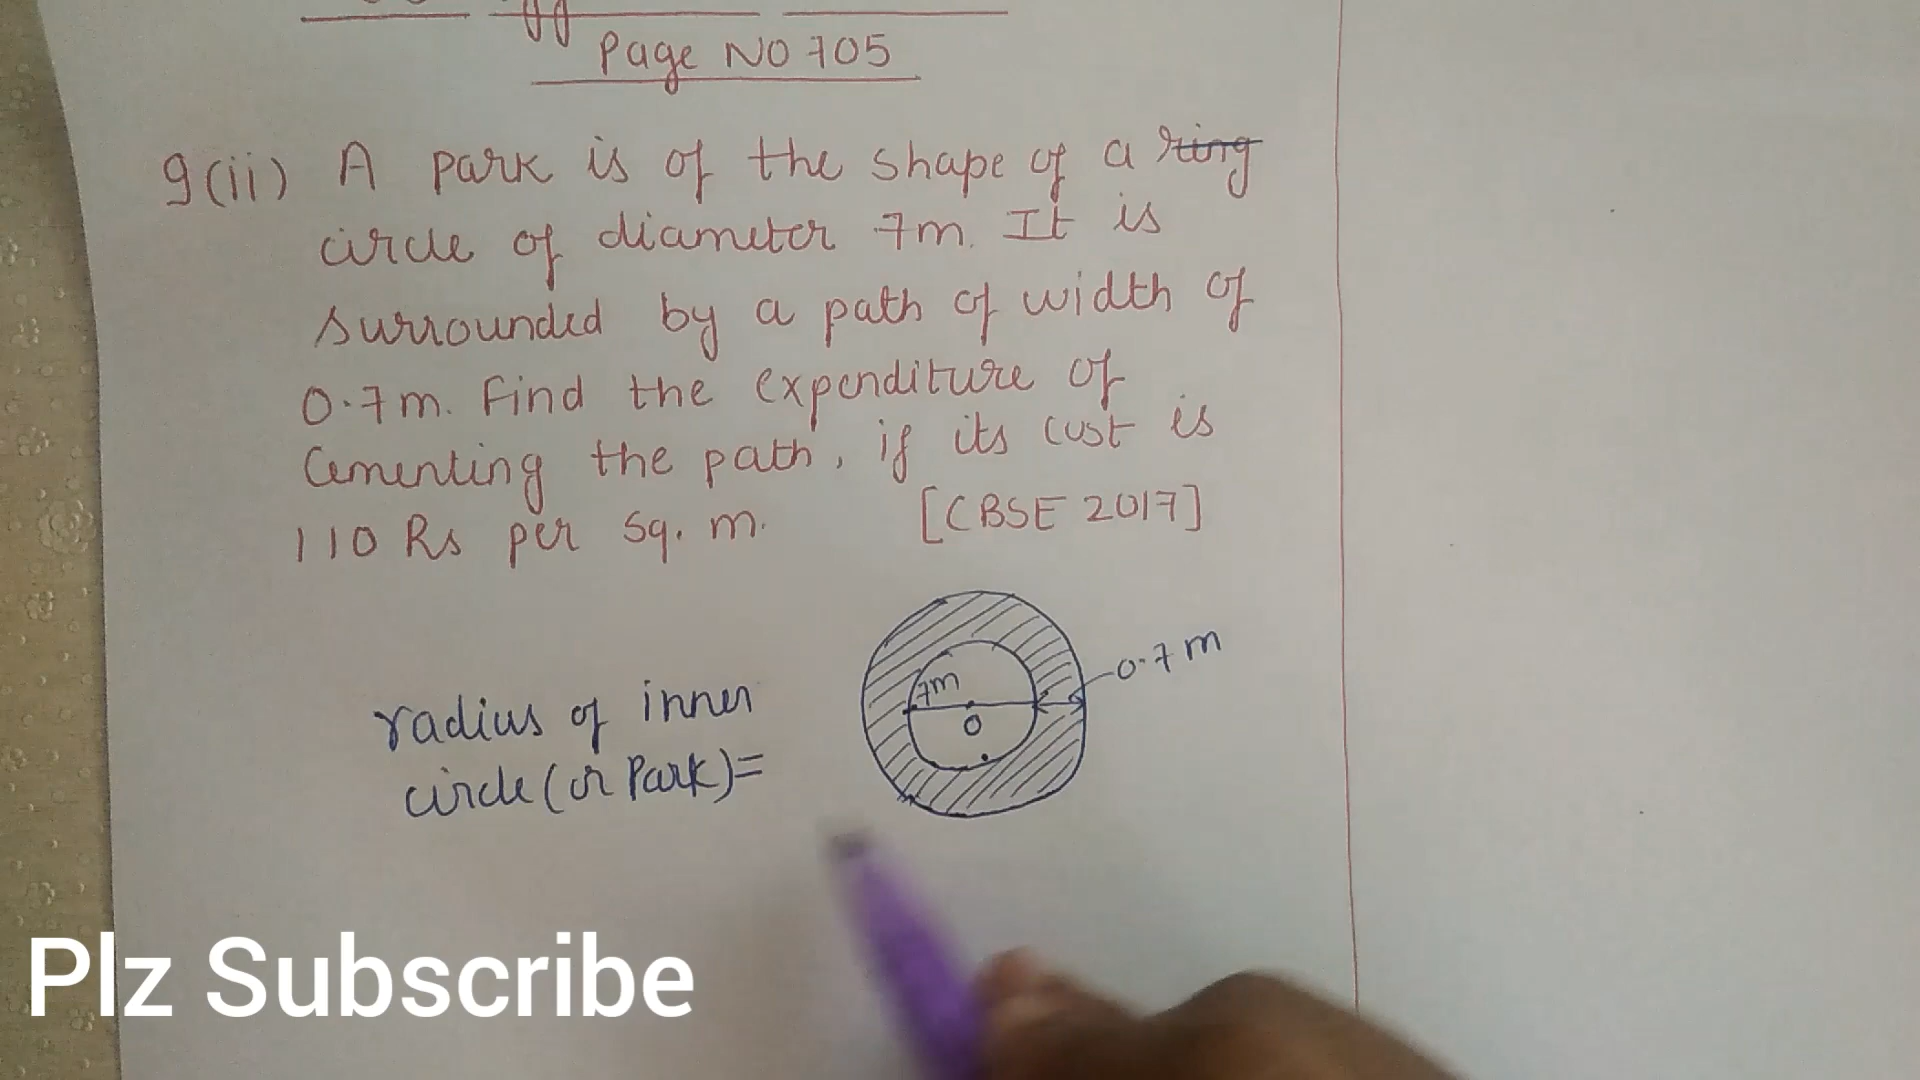 Page NO 705
9(ii) A park is of the shape of a ring
circle of diameter 7m. It is
surrounded by a path of width of
0.7m. Find the expenditure of
Cementing the path, if its cost is
110 Rs per sq. m. [CBSE 2017]
0.7 m
7m
O
radius of inner
circle (or Park) =
Plz Subscribe